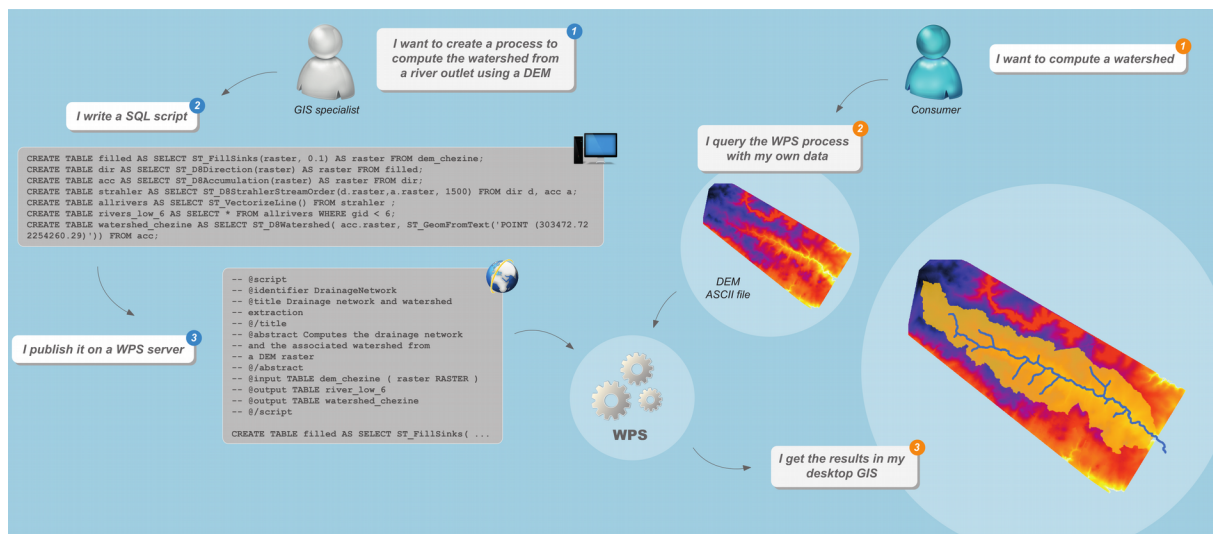 1
I want to create a process to
compute the watershed from
a river outlet using a DEM
GIS specialist
2
I write a SQL script
CREATE TABLE filled AS SELECT ST_FillSinks(raster, 0.1) AS raster FROM dem_chezine;
CREATE TABLE dir AS SELECT ST_D8Direction(raster) AS raster FROM filled;
CREATE TABLE acc AS SELECT ST_D8Accumulation(raster) AS raster FROM dir;
CREATE TABLE strahler AS SELECT ST_D8StrahlerStreamOrder(d.raster,a.raster, 1500) FROM dir d, acc a;
CREATE TABLE allrivers AS SELECT ST_VectorizeLine() FROM strahler ;
CREATE TABLE rivers_low_6 AS SELECT * FROM allrivers WHERE gid < 6;
CREATE TABLE watershed_chezine AS SELECT ST_D8Watershed( acc.raster, ST_GeomFromText('POINT (303472.72
2254260.29)')) FROM acc;
3
I publish it on a WPS server
-- @script
-- @identifier DrainageNetwork
-- @title Drainage network and watershed
-- extraction
-- @/title
-- @abstract Computes the drainage network
-- and the associated watershed from
-- a DEM raster
-- @/abstract
-- @input TABLE dem_chezine ( raster RASTER )
-- @output TABLE river_low_6
-- @output TABLE watershed_chezine
-- @/script
CREATE TABLE filled AS SELECT ST_FillSinks( ...
WPS
Consumer
1
I want to compute a watershed
2
I query the WPS process
with my own data
DEM
ASCII file
3
I get the results in my
desktop GIS